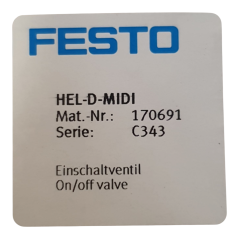 FESTO
HEL-D-MIDI
Mat.-Nr.: 170691
Serie: C343
Einschaltventil
On/off valve